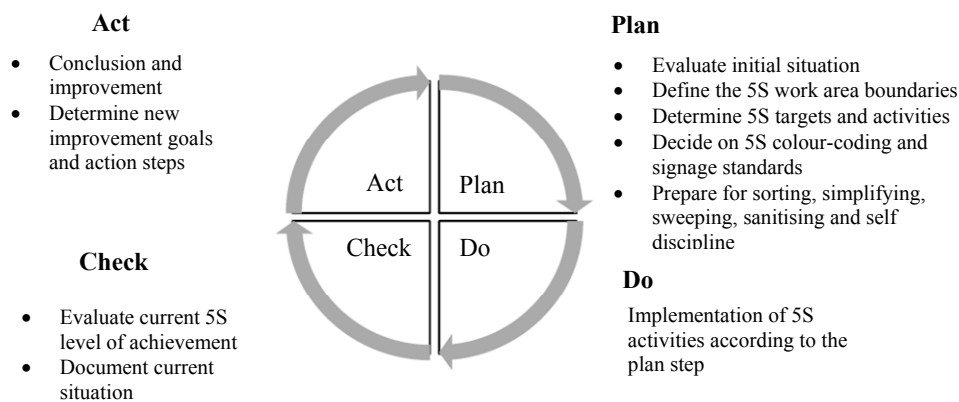 Act
• Conclusion and
improvement
• Determine new
improvement goals
and action steps
Plan
• Evaluate initial situation
• Define the 5S work area boundaries
• Determine 5S targets and activities
• Decide on 5S colour-coding and
signage standards
• Prepare for sorting, simplifying,
sweeping, sanitising and self
discipline
Act
Plan
Check
Do
Check
• Evaluate current 5S
level of achievement
• Document current
situation
Do
Implementation of 5S
activities according to the
plan step